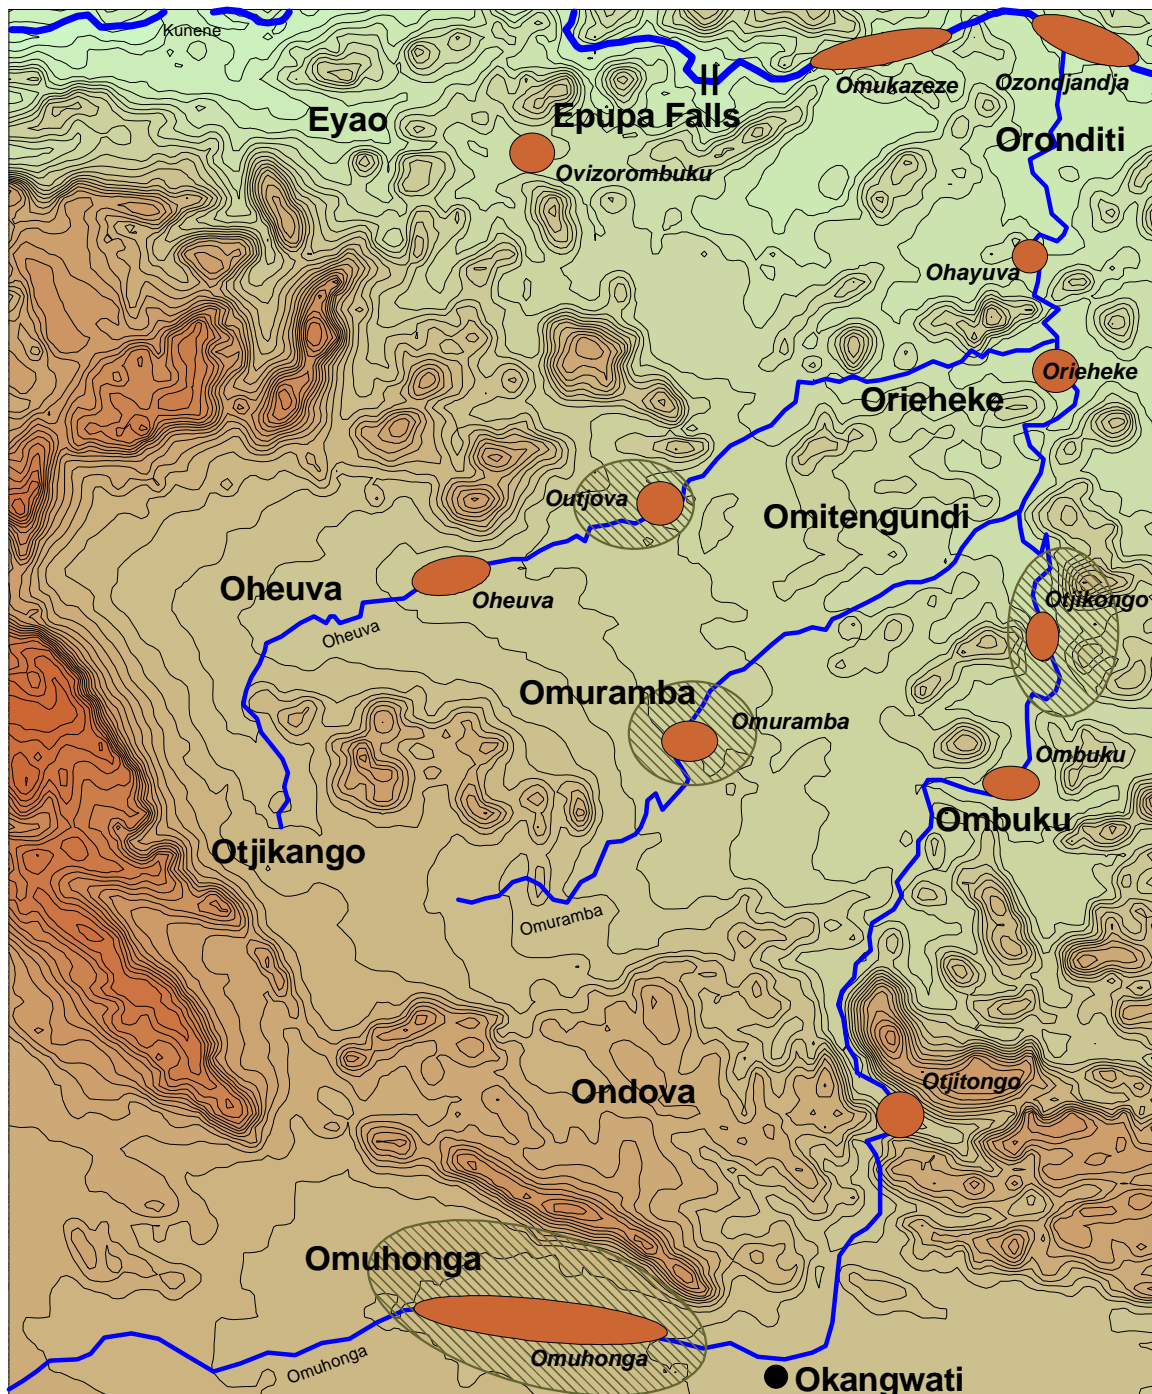 Kunene
Omukazeze
Ozondjandja
Eyao
Epupa Falls
Oronditi
Ovizorombuku
Ohayuva
Orieheke
Orieheke
Outjova
Omitengundi
Oheuva
Oheuva
Otjikongo
Oheuva
Omuramba
Omuramba
Ombuku
Ombuku
Otjikango
Omuramba
Otjitongo
Ondova
Omuhonga
Omuhonga
Omuhonga
Okangwati